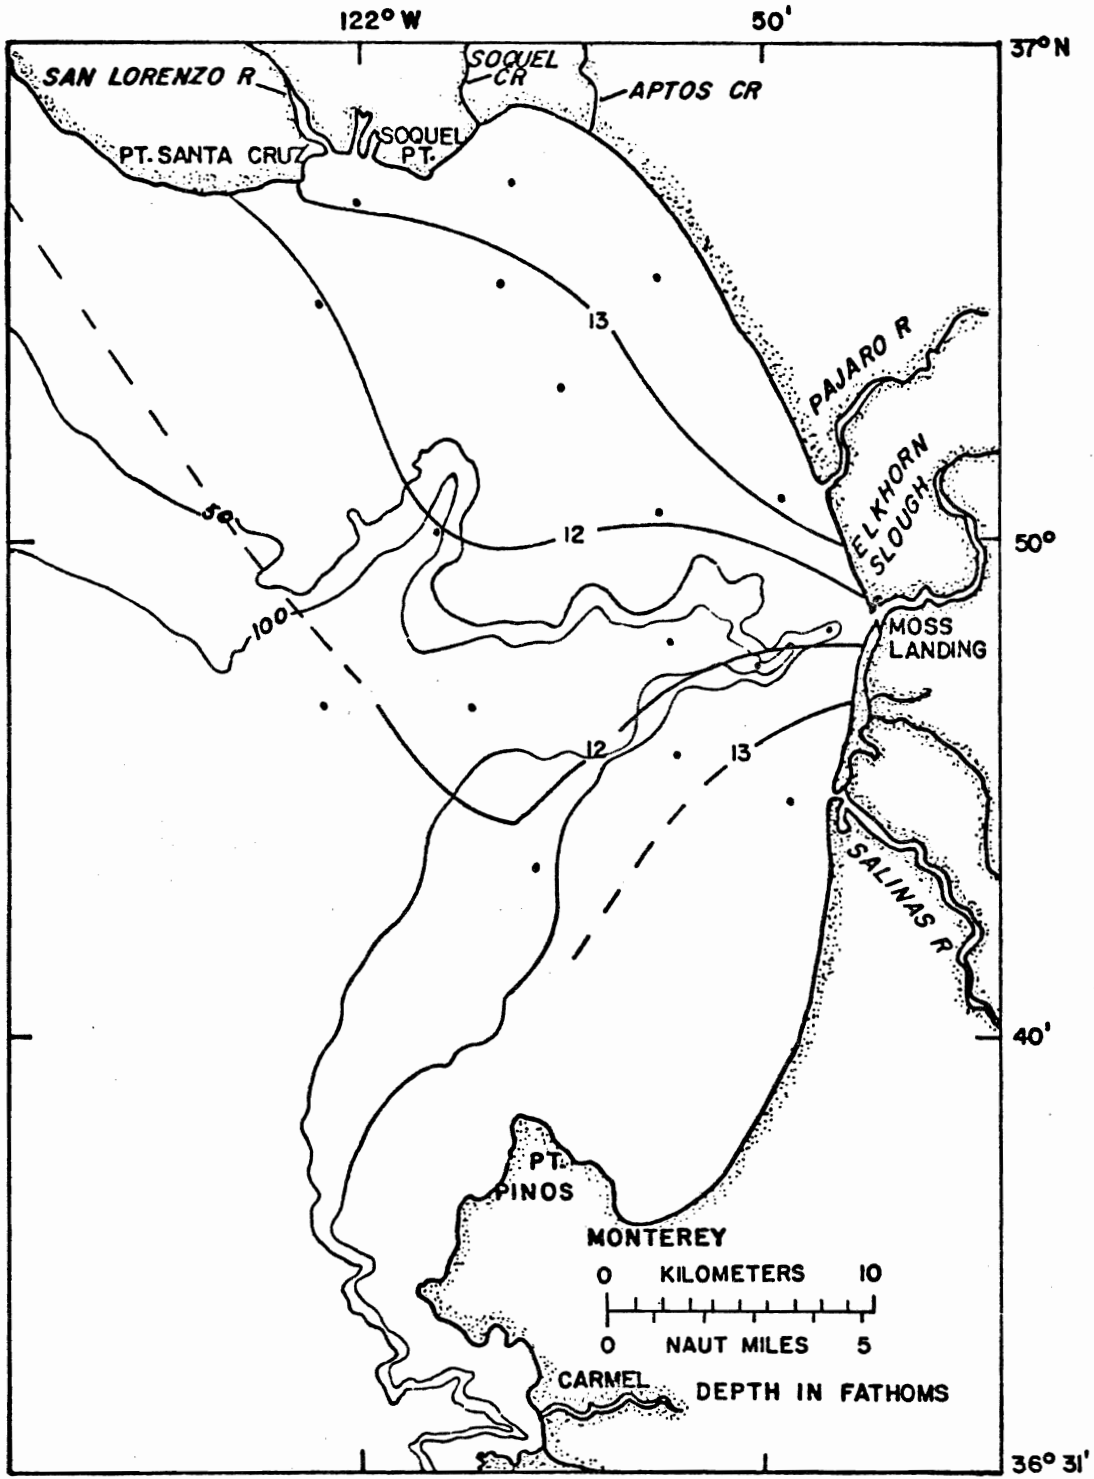 122° W
50'
37° N
SAN LORENZO R
SOQUEL
CR
APTOS CR
PT. SANTA CRUZ
SOQUEL
PT.
13
PAJARO R
ELKHORN
SLOUGH
50
12
50°
100
MOSS
LANDING
12
13
SALINAS R
40'
PT.
PINOS
MONTEREY
0 KILOMETERS 10
0 NAUT MILES 5
CARMEL
DEPTH IN FATHOMS
36° 31'